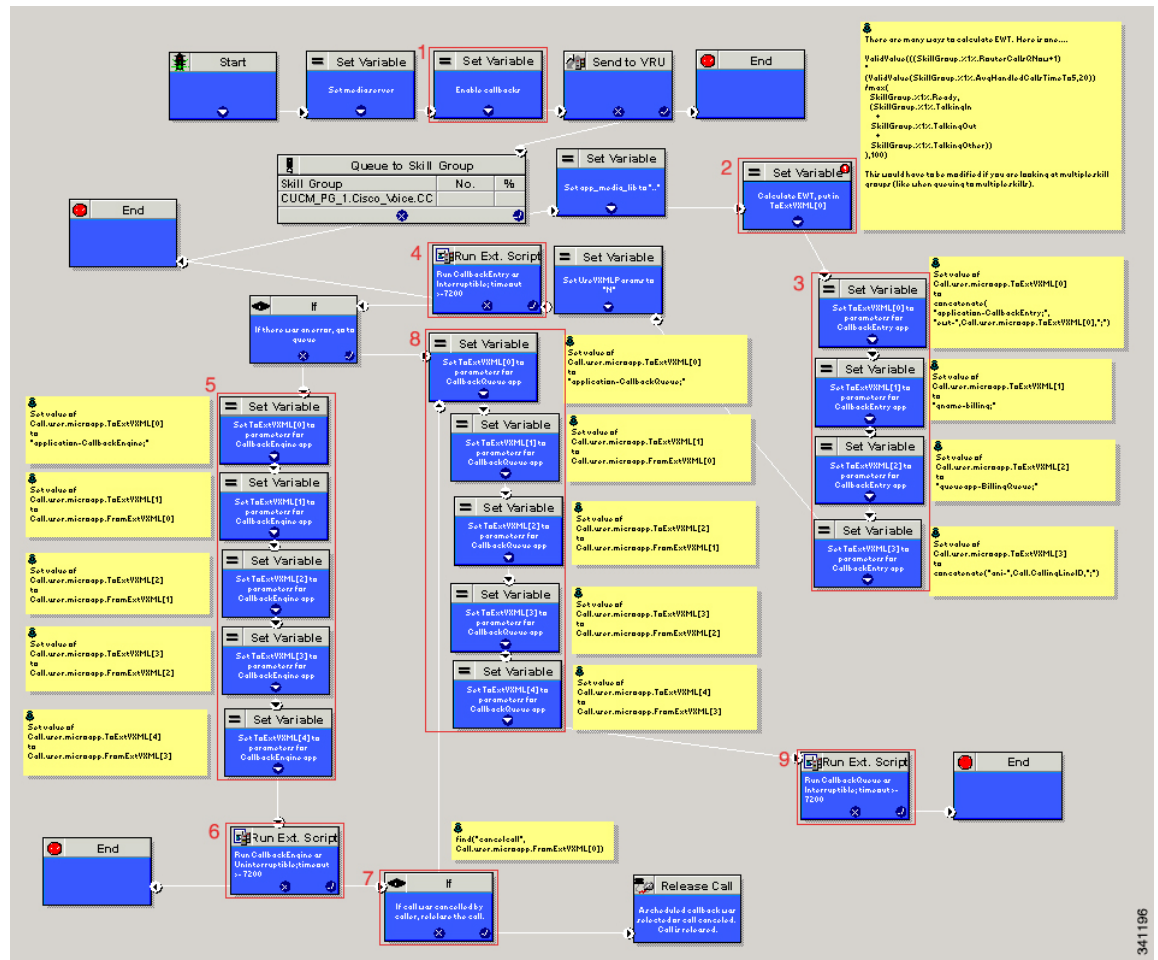 Start
Set Variable
Set mediaserver
1
Set Variable
Enable callbacks
Send to VRU
End
There are many ways to calculate EWT. Here is one....
ValidValue(((SkillGroup.%1%.RouterCallsQNow+1)
*
(ValidValue(SkillGroup.%1%.AvgHandledCallsTimeTo5,20))
/max(
SkillGroup.%1%.Ready,
(SkillGroup.%1%.TalkingIn
+
SkillGroup.%1%.TalkingOut
+
SkillGroup.%1%.TalkingOther))
),100)
This would have to be modified if you are looking at multiple skill
groups (like when queuing to multiple skills).
Queue to Skill Group
Skill Group No. %
CUCM_PG_1.Cisco_Voice.CC
End
Set Variable
Set app_media_lib to ".."
2
Set Variable
Calculate EWT, put in
ToExtVXML[0]
4
Run Ext. Script
Run CallbackEntry as
Interruptible; timeout
>=7200
Set Variable
Set UseVXMLParams to
"N"
3
Set Variable
Set ToExtVXML[0] to
parameters for
CallbackEntry app
Set value of
Call.user.microapp.ToExtVXML[0]
to
concatenate(
"application=CallbackEntry;",
"ewt=",Call.user.microapp.ToExtVXML[0],";")
Set Variable
Set ToExtVXML[1] to
parameters for
CallbackEntry app
Set value of
Call.user.microapp.ToExtVXML[1]
to
"qname=billing;"
Set Variable
Set ToExtVXML[2] to
parameters for
CallbackEntry app
Set value of
Call.user.microapp.ToExtVXML[2]
to
"queueapp=BillingQueue;"
Set Variable
Set ToExtVXML[3] to
parameters for
CallbackEntry app
Set value of
Call.user.microapp.ToExtVXML[3]
to
concatenate("ani=",Call.CallingLineID,";")
If
If there was an error, go to
queue
8
Set Variable
Set ToExtVXML[0] to
parameters for
CallbackQueue app
Set value of
Call.user.microapp.ToExtVXML[0]
to
"application=CallbackQueue;"
Set Variable
Set ToExtVXML[1] to
parameters for
CallbackQueue app
Set value of
Call.user.microapp.ToExtVXML[1]
to
Call.user.microapp.FromExtVXML[0]
Set Variable
Set ToExtVXML[2] to
parameters for
CallbackQueue app
Set value of
Call.user.microapp.ToExtVXML[2]
to
Call.user.microapp.FromExtVXML[1]
Set Variable
Set ToExtVXML[3] to
parameters for
CallbackQueue app
Set value of
Call.user.microapp.ToExtVXML[3]
to
Call.user.microapp.FromExtVXML[2]
Set Variable
Set ToExtVXML[4] to
parameters for
CallbackQueue app
Set value of
Call.user.microapp.ToExtVXML[4]
to
Call.user.microapp.FromExtVXML[3]
5
Set value of
Call.user.microapp.ToExtVXML[0]
to
"application=CallbackEngine;"
Set Variable
Set ToExtVXML[0] to
parameters for
CallbackEngine app
Set value of
Call.user.microapp.ToExtVXML[1]
to
Call.user.microapp.FromExtVXML[0]
Set Variable
Set ToExtVXML[1] to
parameters for
CallbackEngine app
Set value of
Call.user.microapp.ToExtVXML[2]
to
Call.user.microapp.FromExtVXML[1]
Set Variable
Set ToExtVXML[2] to
parameters for
CallbackEngine app
Set value of
Call.user.microapp.ToExtVXML[3]
to
Call.user.microapp.FromExtVXML[2]
Set Variable
Set ToExtVXML[3] to
parameters for
CallbackEngine app
Set value of
Call.user.microapp.ToExtVXML[4]
to
Call.user.microapp.FromExtVXML[3]
Set Variable
Set ToExtVXML[4] to
parameters for
CallbackEngine app
9
Run Ext. Script
Run CallbackQueue as
Interruptible; timeout >=
7200
End
End
6
Run Ext. Script
Run CallbackEngine as
Uninterruptible;timeout
>=7200
find("cancelcall",
Call.user.microapp.FromExtVXML[0])
7
If
If call was cancelled by
caller, relelare the call.
Release Call
A scheduled callback was
selected or call canceled.
Call is released.
341196